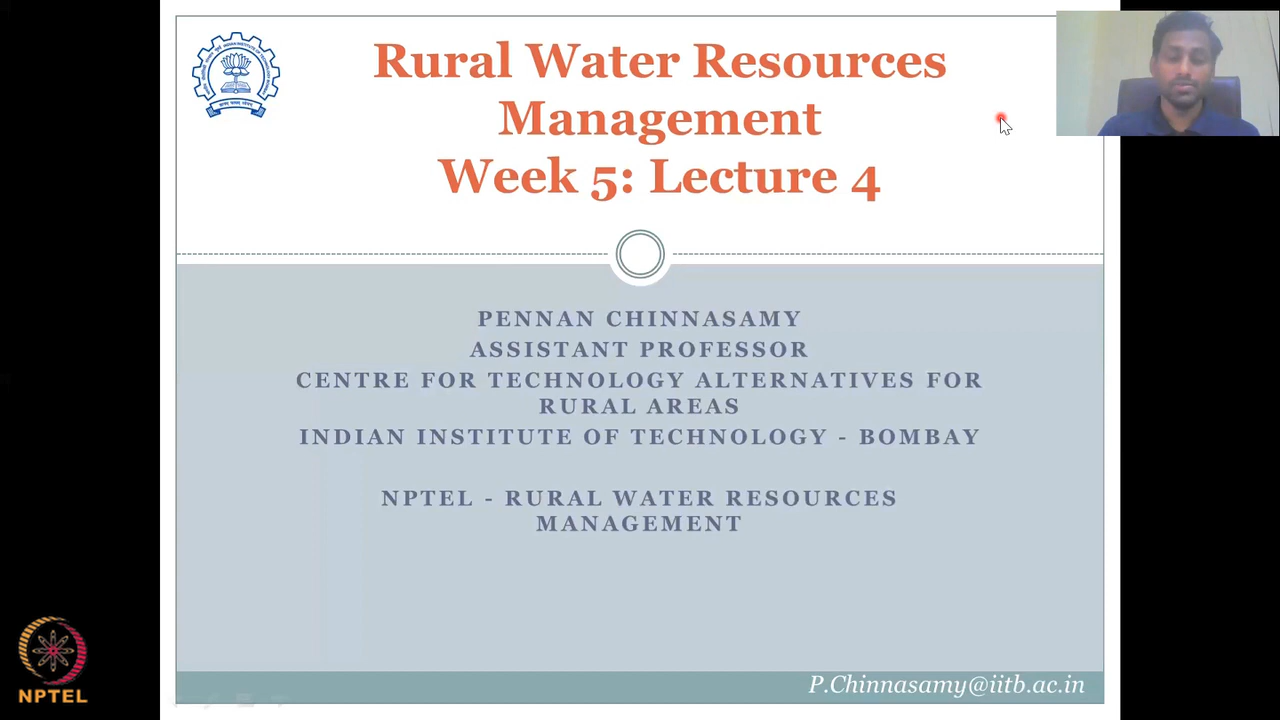 Rural Water Resources
Management
Week 5: Lecture 4
PENNAN CHINNASAMY
ASSISTANT PROFESSOR
CENTRE FOR TECHNOLOGY ALTERNATIVES FOR
RURAL AREAS
INDIAN INSTITUTE OF TECHNOLOGY - BOMBAY
NPTEL - RURAL WATER RESOURCES
MANAGEMENT
P.Chinnasamy@iitb.ac.in
NPTEL